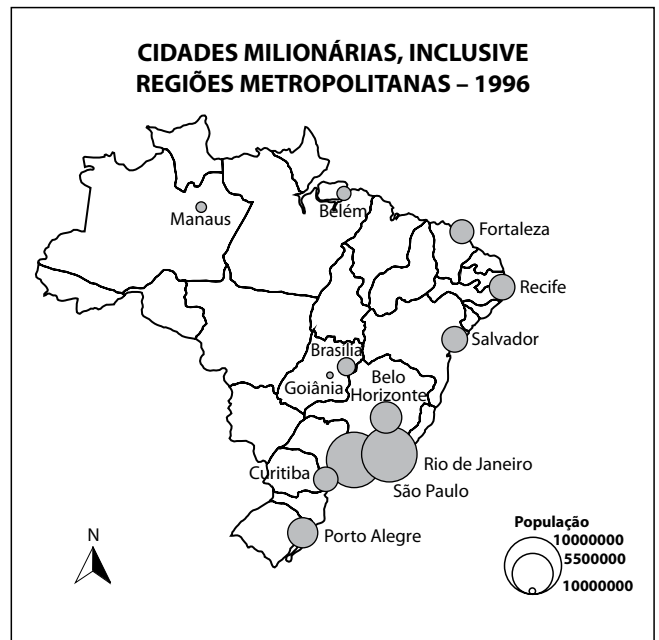 CIDADES MILIONÁRIAS, INCLUSIVE
REGIÕES METROPOLITANAS – 1996
Manaus
Belém
Fortaleza
Recife
Salvador
Brasília
Goiânia
Belo
Horizonte
Rio de Janeiro
São Paulo
Curitiba
Porto Alegre
N
População
10000000
5500000
10000000